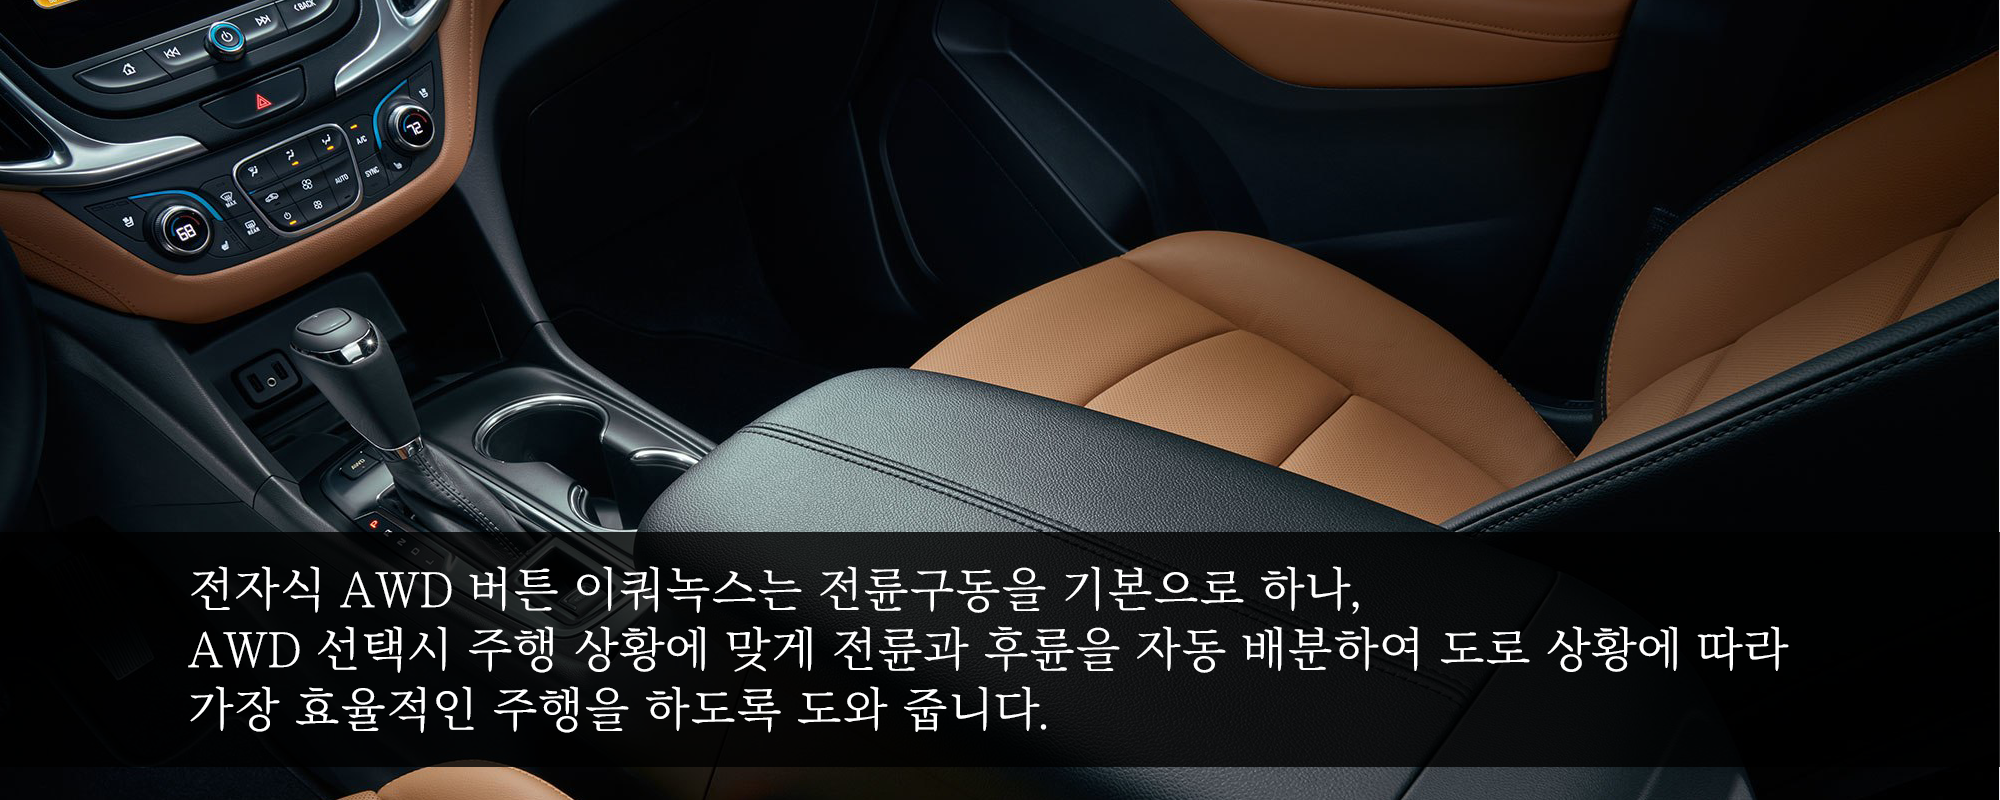 BACK
72
A/C
SYNC
AUTO
MAX
REAR
68
AWD
P
전자식 AWD 버튼 이쿼녹스는 전륜구동을 기본으로 하나,
AWD 선택시 주행 상황에 맞게 전륜과 후륜을 자동 배분하여 도로 상황에 따라
가장 효율적인 주행을 하도록 도와 줍니다.